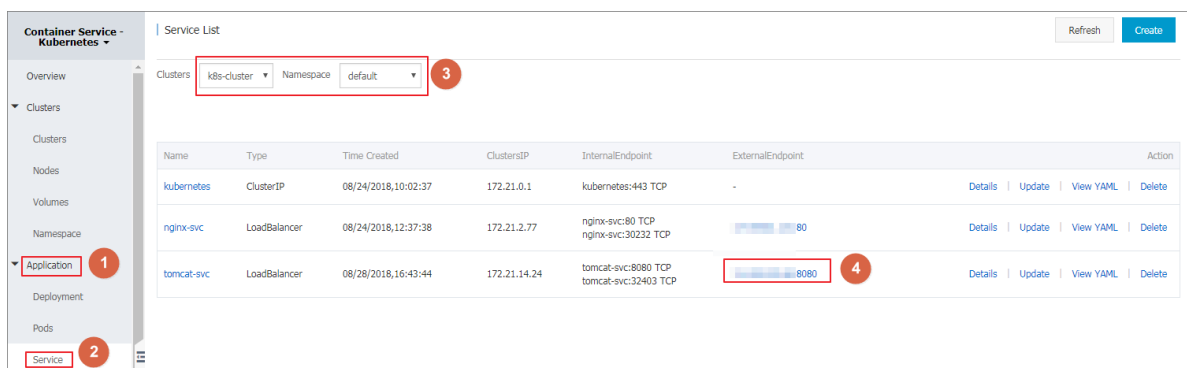 Container Service -
Kubernetes
Overview
Clusters
Clusters
Nodes
Volumes
Namespace
Application
1
Deployment
Pods
Service
2
Service List
Refresh
Create
Clusters
k8s-cluster
Namespace
default
3
Name Type Time Created ClustersIP InternalEndpoint ExternalEndpoint Action
kubernetes ClusterIP 08/24/2018,10:02:37 172.21.0.1 kubernetes:443 TCP - Details | Update | View YAML | Delete
nginx-svc LoadBalancer 08/24/2018,12:37:38 172.21.2.77 nginx-svc:80 TCP
nginx-svc:30232 TCP
80 Details | Update | View YAML | Delete
tomcat-svc LoadBalancer 08/28/2018,16:43:44 172.21.14.24 tomcat-svc:8080 TCP
tomcat-svc:32403 TCP
8080
4
Details | Update | View YAML | Delete